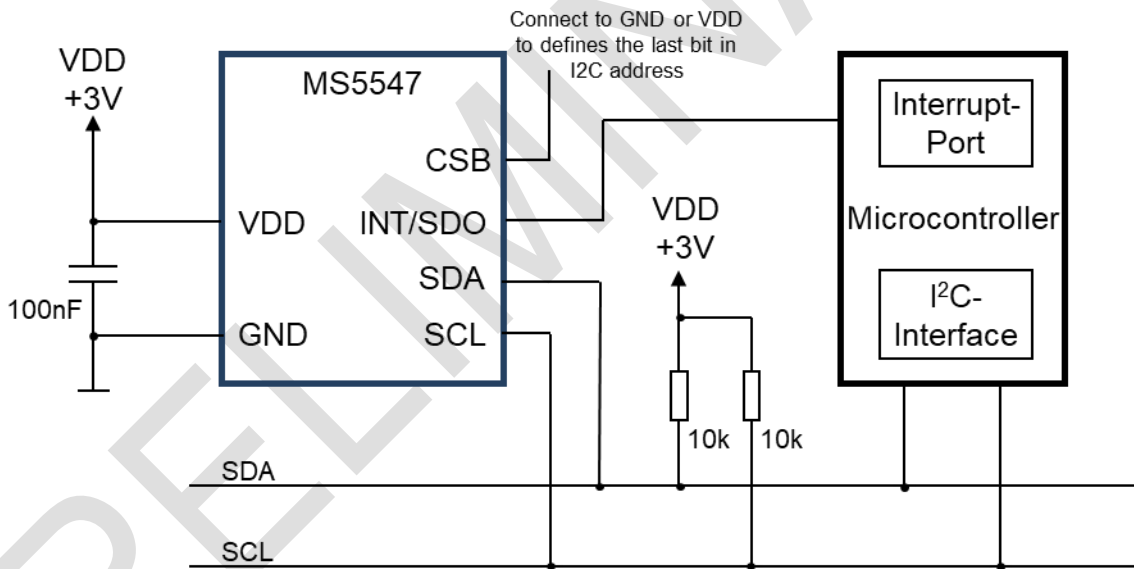 Connect to GND or VDD
to defines the last bit in
I2C address
VDD
+3V
MS5547
CSB
VDD
INT/SDO
SDA
GND
SCL
100nF
VDD
+3V
10k
10k
Interrupt-
Port
Microcontroller
I²C-
Interface
SDA
SCL
PRELIMINA